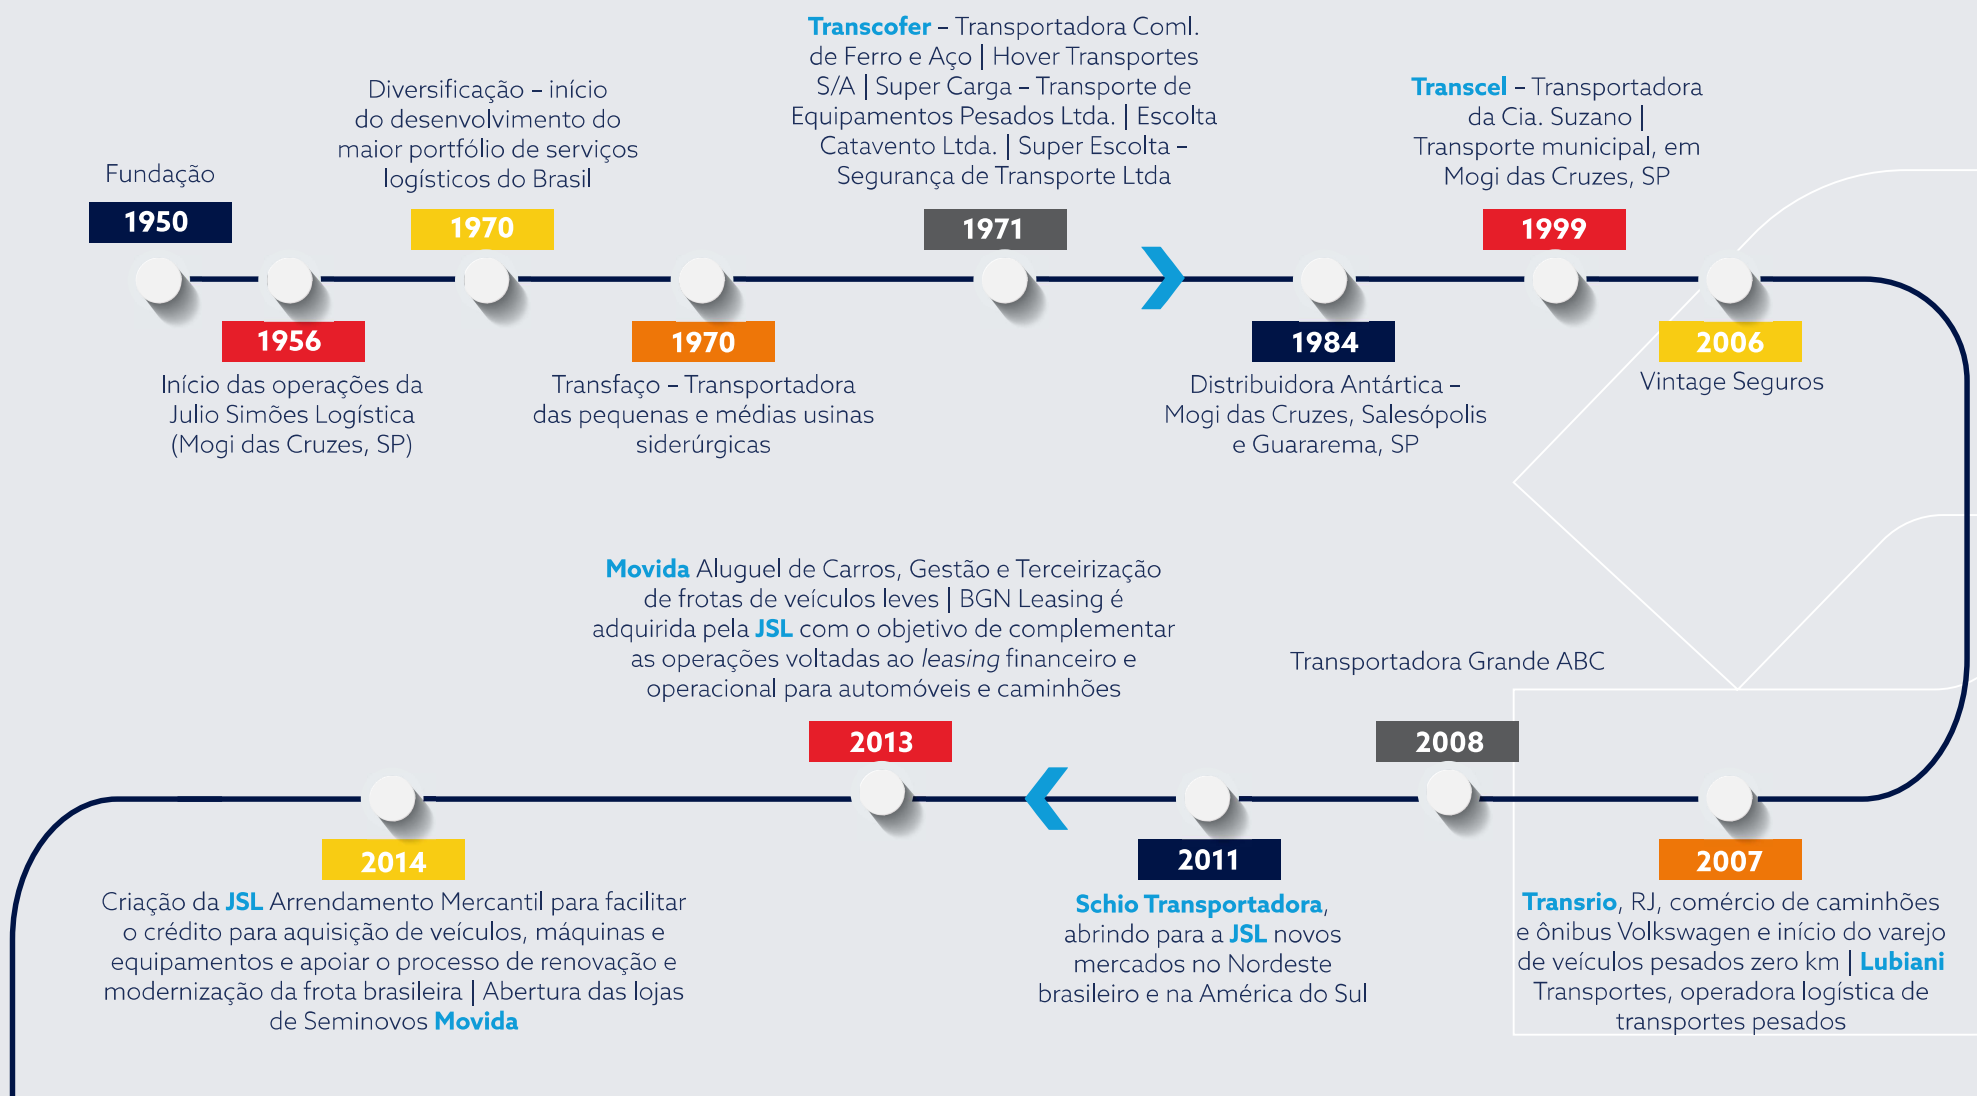 Fundação
1950
1956
Início das operações da
Julio Simões Logística
(Mogi das Cruzes, SP)
Diversificação – início
do desenvolvimento do
maior portfólio de serviços
logísticos do Brasil
1970
1970
Transfaço – Transportadora
das pequenas e médias usinas
siderúrgicas
Transcofer – Transportadora Coml.
de Ferro e Aço | Hover Transportes
S/A | Super Carga – Transporte de
Equipamentos Pesados Ltda. | Escolta
Catavento Ltda. | Super Escolta –
Segurança de Transporte Ltda
1971
1984
Distribuidora Antártica –
Mogi das Cruzes, Salesópolis
e Guararema, SP
Transcel – Transportadora
da Cia. Suzano |
Transporte municipal, em
Mogi das Cruzes, SP
1999
2006
Vintage Seguros
2007
Transrio, RJ, comércio de caminhões
e ônibus Volkswagen e início do varejo
de veículos pesados zero km | Lubiani
Transportes, operadora logística de
transportes pesados
Transportadora Grande ABC
2008
2011
Schio Transportadora,
abrindo para a JSL novos
mercados no Nordeste
brasileiro e na América do Sul
Movida Aluguel de Carros, Gestão e Terceirização
de frotas de veículos leves | BGN Leasing é
adquirida pela JSL com o objetivo de complementar
as operações voltadas ao leasing financeiro e
operacional para automóveis e caminhões
2013
2014
Criação da JSL Arrendamento Mercantil para facilitar
o crédito para aquisição de veículos, máquinas e
equipamentos e apoiar o processo de renovação e
modernização da frota brasileira | Abertura das lojas
de Seminovos Movida